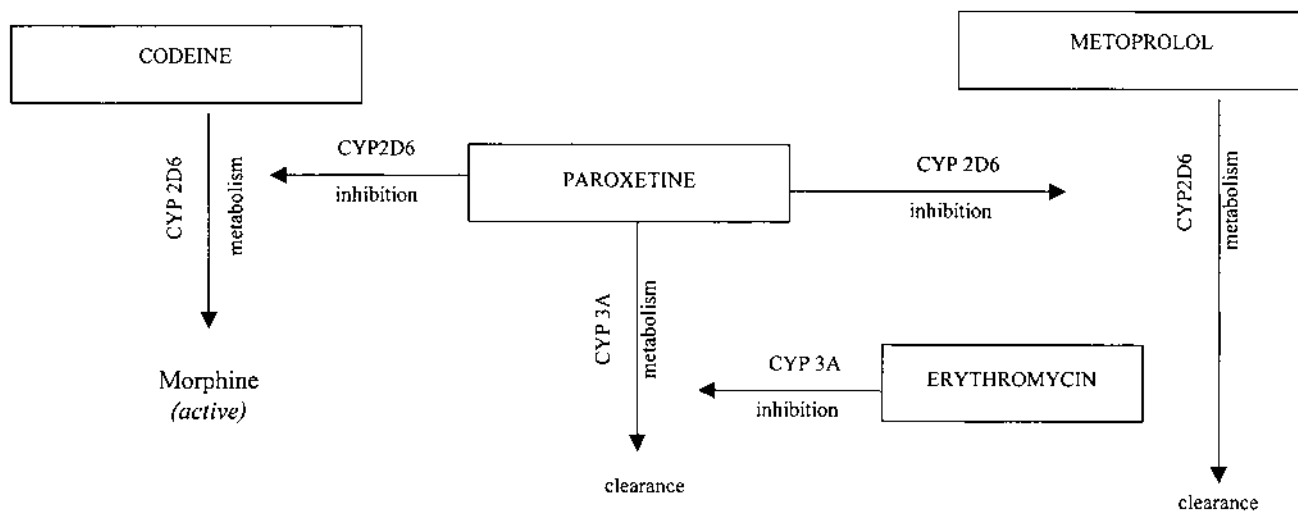 CODEINE
METOPROLOL
CYP 2D6
metabolism
CYP2D6
inhibition
PAROXETINE
CYP 2D6
inhibition
CYP2D6
metabolism
Morphine
(active)
CYP 3A
metabolism
CYP 3A
inhibition
ERYTHROMYCIN
clearance
clearance